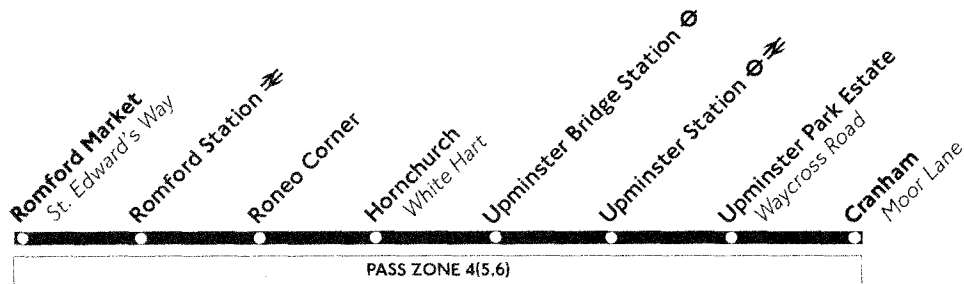 Romford Market
St. Edward's Way
Romford Station
Roneo Corner
Hornchurch
White Hart
Upminster Bridge Station
Upminster Station
Upminster Park Estate
Waycross Road
Cranham
Moor Lane
PASS ZONE 4(5,6)